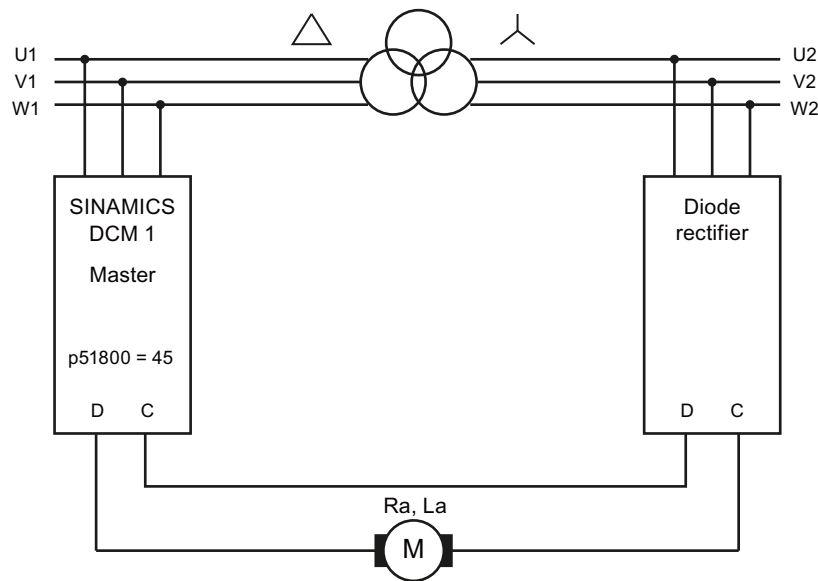 U1
V1
W1
U2
V2
W2
SINAMICS
DCM 1
Master
p51800 = 45
D C
Diode
rectifier
D C
Ra, La
M